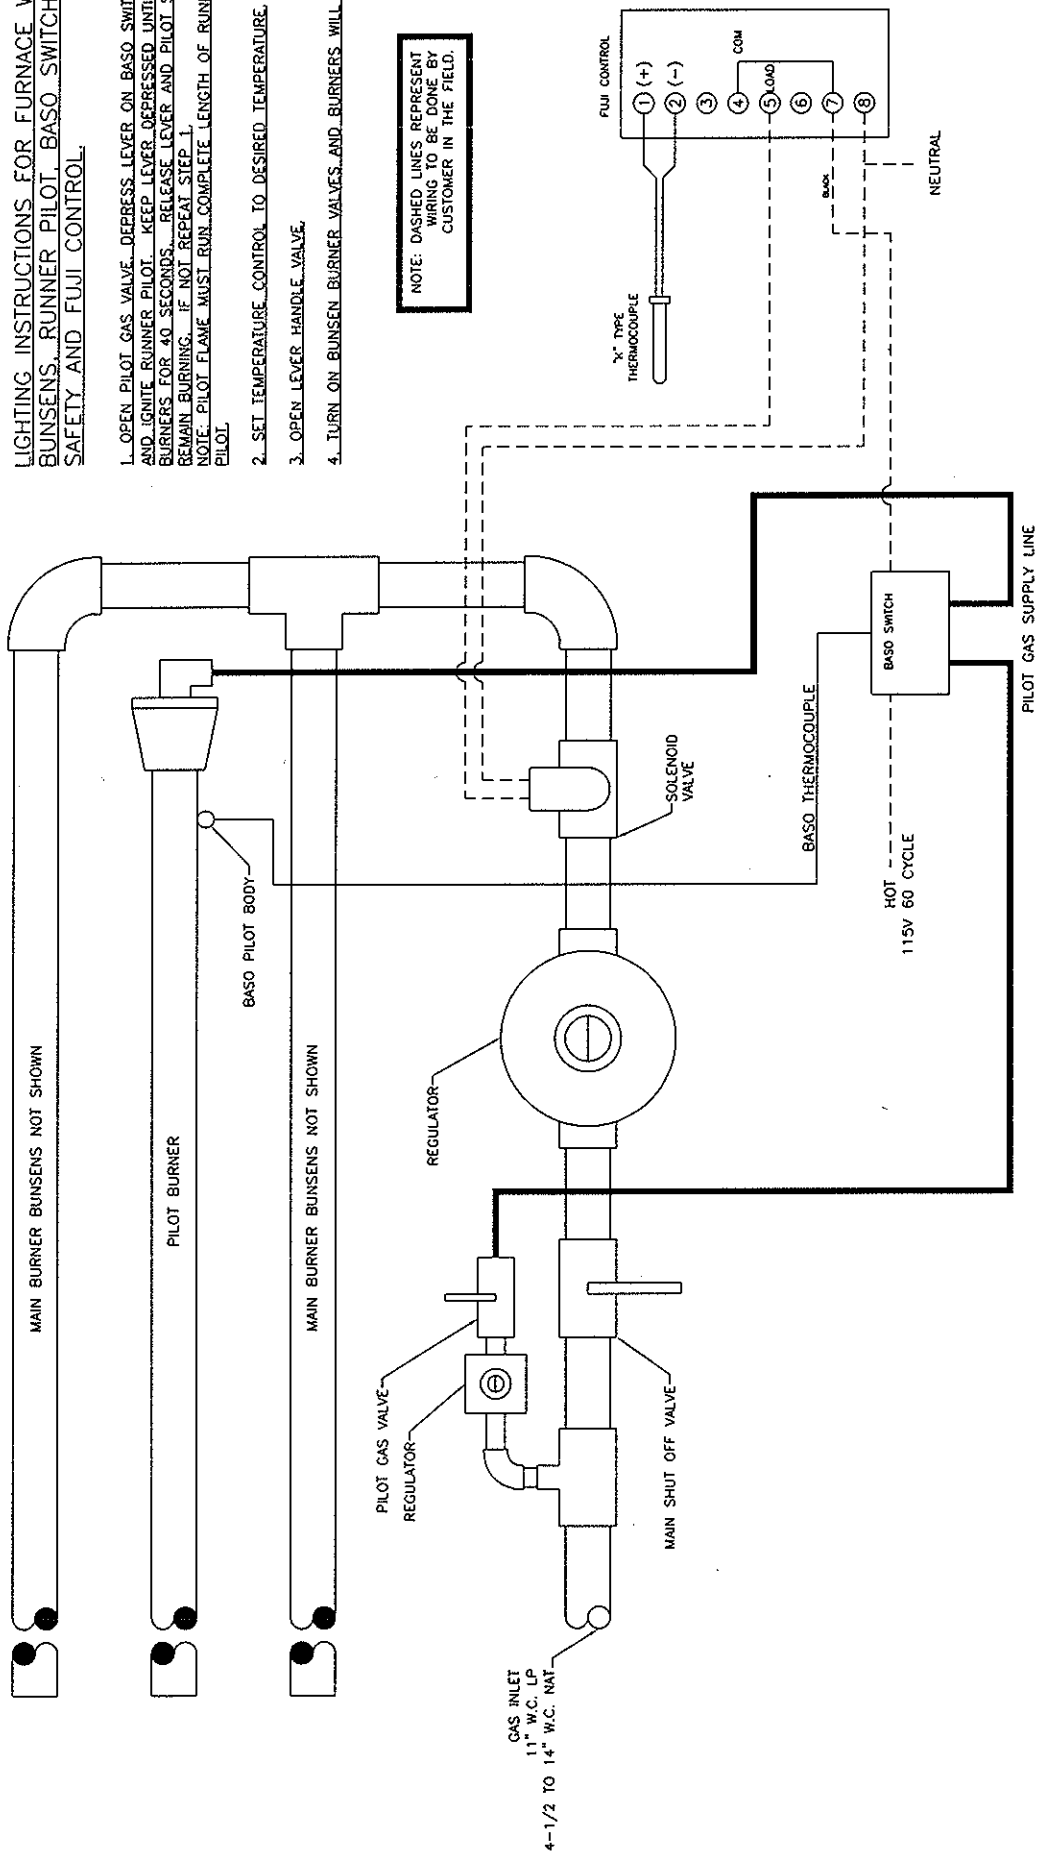 LIGHTING INSTRUCTIONS FOR FURNACE
BUNSENS, RUNNER PILOT, BASO SWITCH
SAFETY AND FUJI CONTROL.
1. OPEN PILOT GAS VALVE. DEPRESS LEVER ON BASO
AND IGNITE RUNNER PILOT. KEEP LEVER DEPRESSED
BURNERS FOR 40 SECONDS. RELEASE LEVER AND PILOT
REMAIN BURNING. IF NOT REPEAT STEP 1.
NOTE: PILOT FLAME MUST RUN COMPLETE LENGTH OF
PILOT.
2. SET TEMPERATURE CONTROL TO DESIRED TEMPERATURE.
3. OPEN LEVER HANDLE VALVE.
4. TURN ON BUNSEN BURNER VALVES AND BURNERS WILL
NOTE: DASHED LINES REPRESENT
WIRING TO BE DONE BY
CUSTOMER IN THE FIELD.
FUJI CONTROL
1 (+)
2 (-)
3
4 COM
5 LOAD
6
7
8
BLACK
NEUTRAL
"K" TYPE
THERMOCOUPLE
MAIN BURNER BUNSENS NOT SHOWN
PILOT BURNER
BASO PILOT BODY
MAIN BURNER BUNSENS NOT SHOWN
REGULATOR
SOLENOID
VALVE
BASO THERMOCOUPLE
BASO SWITCH
HOT
115V 60 CYCLE
PILOT GAS SUPPLY LINE
PILOT GAS VALVE
REGULATOR
MAIN SHUT OFF VALVE
GAS INLET
11" W.C. LP
4-1/2 TO 14" W.C. NAT